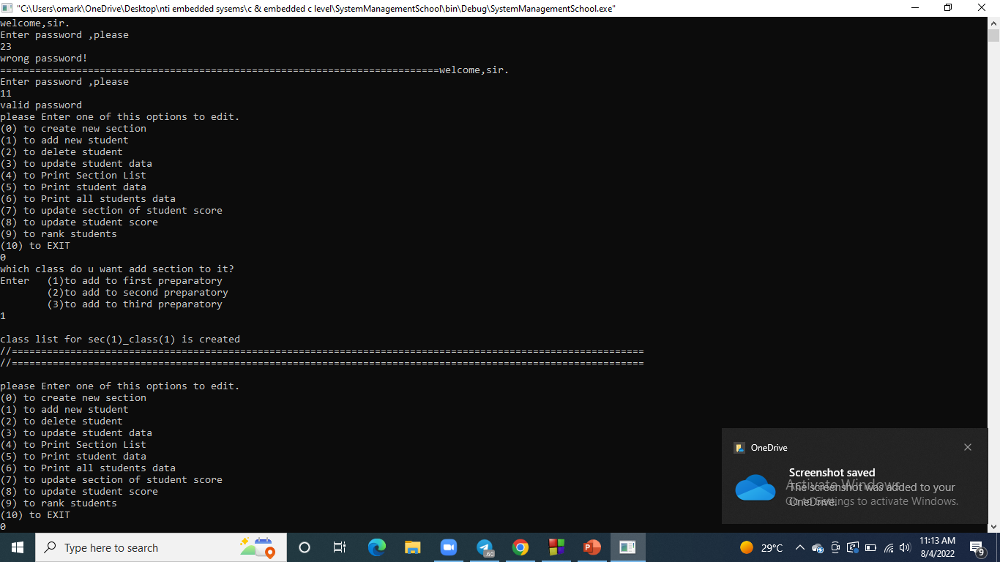 "C:\Users\omark\OneDrive\Desktop\nti embedded sysems\c & embedded c level\SystemManagementSchool\bin\Debug\SystemManagementSchool.exe"
welcome,sir.
Enter password ,please
23
wrong password!
===========================================================================welcome,sir.
Enter password ,please
11
valid password
please Enter one of this options to edit.
(0) to create new section
(1) to add new student
(2) to delete student
(3) to update student data
(4) to Print Section List
(5) to Print student data
(6) to Print all students data
(7) to update section of student score
(8) to update student score
(9) to rank students
(10) to EXIT
0
which class do u want add section to it?
Enter   (1)to add to first preparatory
        (2)to add to second preparatory
        (3)to add to third preparatory
1
class list for sec(1)_class(1) is created
//============================================================================================================
//============================================================================================================
please Enter one of this options to edit.
(0) to create new section
(1) to add new student
(2) to delete student
(3) to update student data
(4) to Print Section List
(5) to Print student data
(6) to Print all students data
(7) to update section of student score
(8) to update student score
(9) to rank students
(10) to EXIT
0
OneDrive
Screenshot saved
Activate Windows
The screenshot was added to your
OneDrive.
Go to Settings to activate Windows.
Type here to search
.60
29°C
11:13 AM
8/4/2022
9